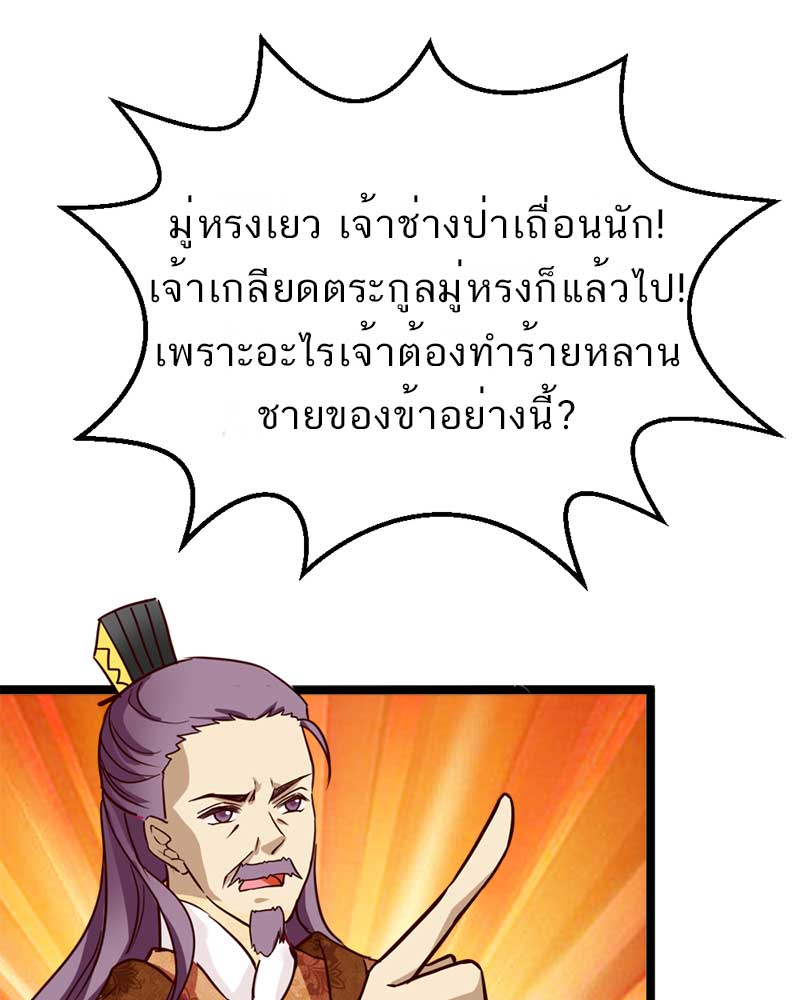 มู่หรงเยว เจ้าช่างป่าเถื่อนนัก!
เจ้าเกลียดตระกูลมู่หรงก็แล้วไป!
เพราะอะไรเจ้าต้องทำร้ายหลาน
ชายของข้าอย่างนี้?